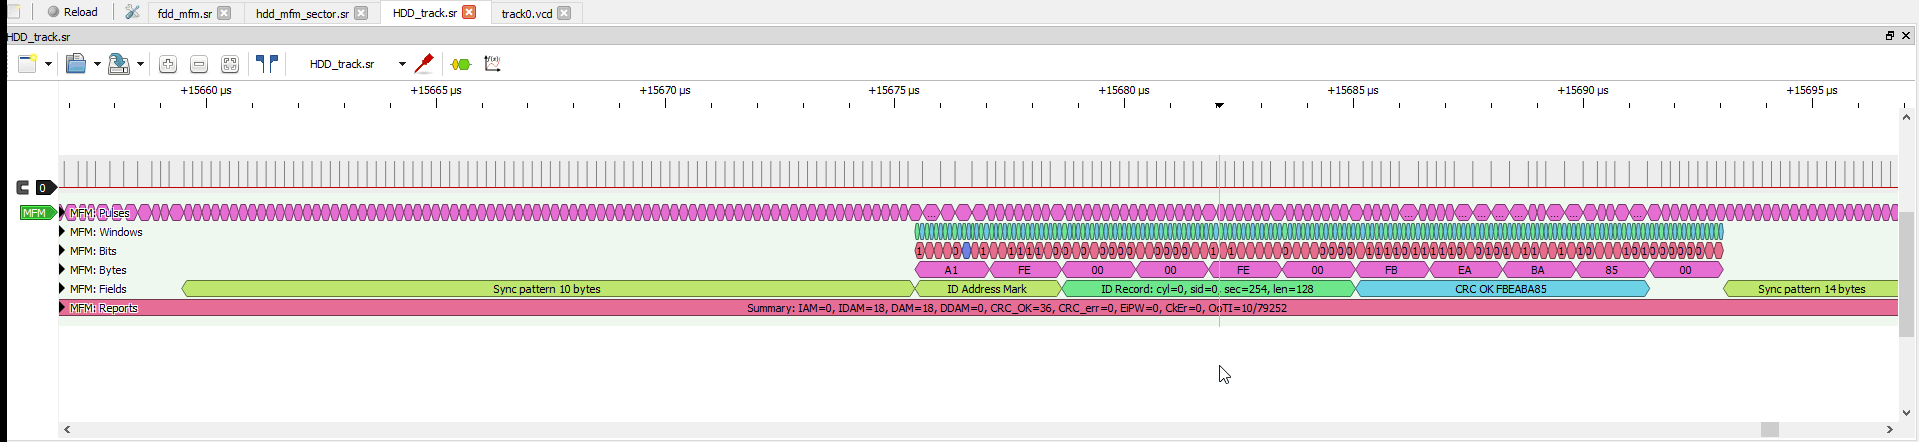 Reload fdd_mfm.sr hdd_mfm_sector.sr HDD_track.sr track0.vcd
HDD_track.sr
HDD_track.sr
+15660 µs +15665 µs +15670 µs +15675 µs +15680 µs +15685 µs +15690 µs +15695 µs
0
MFM MFM: Pulses
MFM: Windows
MFM: Bits
MFM: Bytes A1 FE 00 00 FE 00 FB EA BA 85 00
MFM: Fields Sync pattern 10 bytes ID Address Mark ID Record: cyl=0, sid=0, sec=254, len=128 CRC OK FBEABA85 Sync pattern 14 bytes
MFM: Reports Summary: IAM=0, IDAM=18, DAM=18, DDAM=0, CRC_OK=36, CRC_err=0, EiPW=0, CkEr=0, OoTI=10/79252